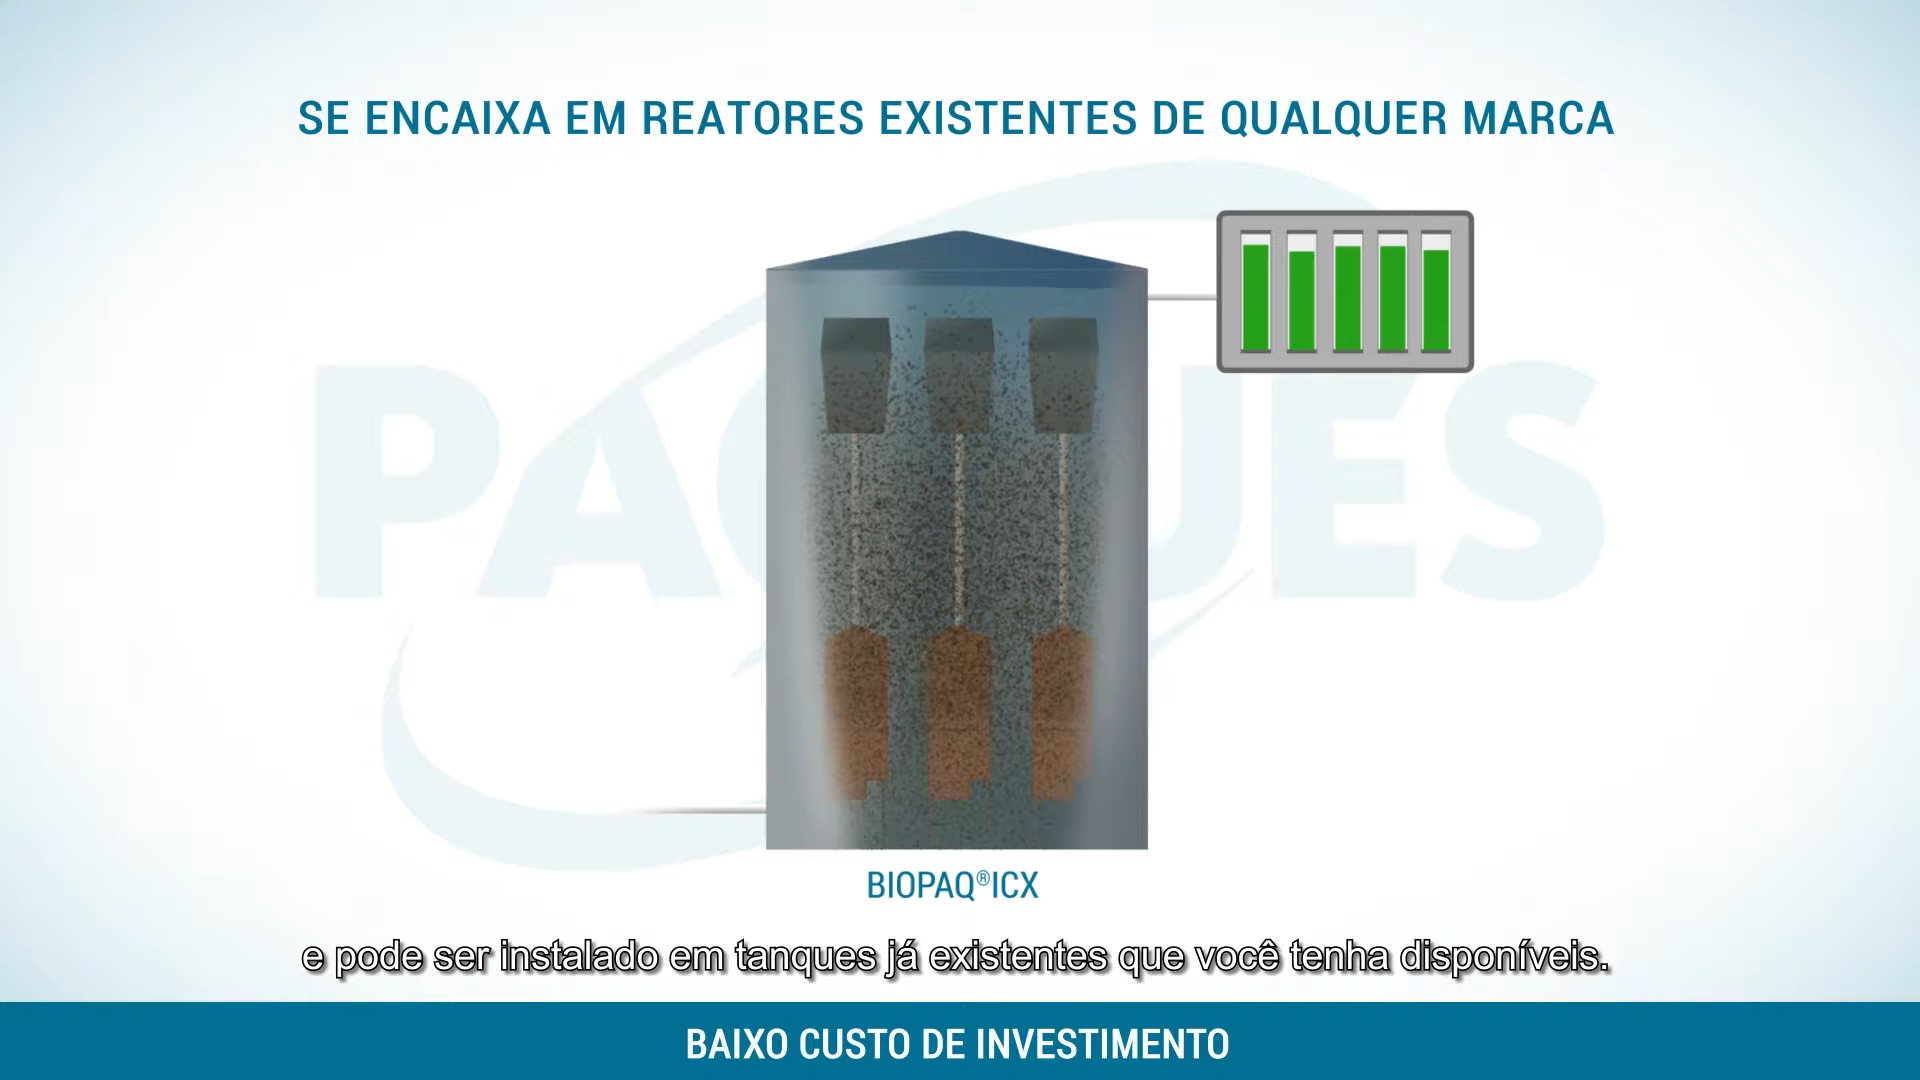 SE ENCAIXA EM REATORES EXISTENTES DE QUALQUER MARCA
PAQUES
BIOPAQ®ICX
e pode ser instalado em tanques já existentes que você tenha disponíveis.
BAIXO CUSTO DE INVESTIMENTO